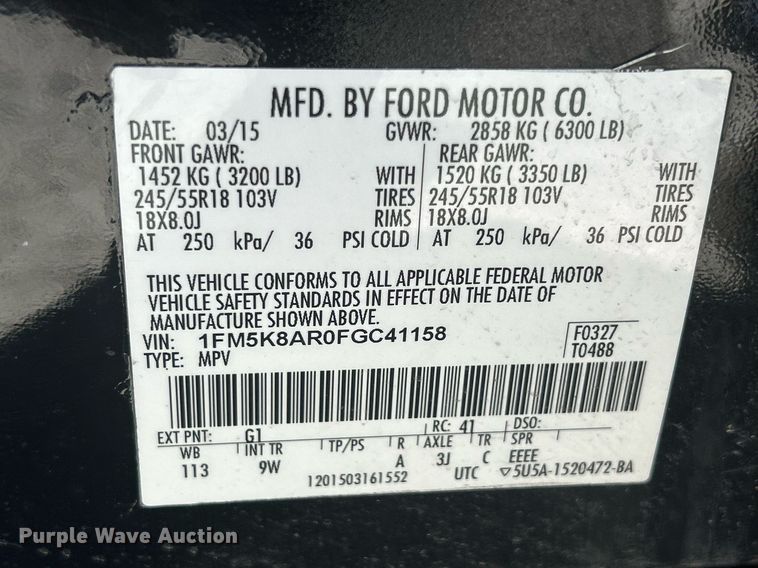 MFD. BY FORD MOTOR CO.
DATE: 03/15 GVWR: 2858 KG ( 6300 LB)
FRONT GAWR: REAR GAWR:
1452 KG ( 3200 LB) WITH 1520 KG ( 3350 LB) WITH
245/55R18 103V TIRES 245/55R18 103V TIRES
18X8.0J RIMS 18X8.0J RIMS
AT 250 kPa/ 36 PSI COLD AT 250 kPa/ 36 PSI COLD
THIS VEHICLE CONFORMS TO ALL APPLICABLE FEDERAL MOTOR
VEHICLE SAFETY STANDARDS IN EFFECT ON THE DATE OF
MANUFACTURE SHOWN ABOVE.
VIN: 1FM5K8AR0FGC41158 F0327
TYPE: MPV T0488
EXT PNT: G1 RC: 41 DSO:
WB INT TR TP/PS R AXLE TR SPR
113 9W A 3J C EEEE
1201503161552 UTC ▽5U5A-1520472-BA
Purple Wave Auction